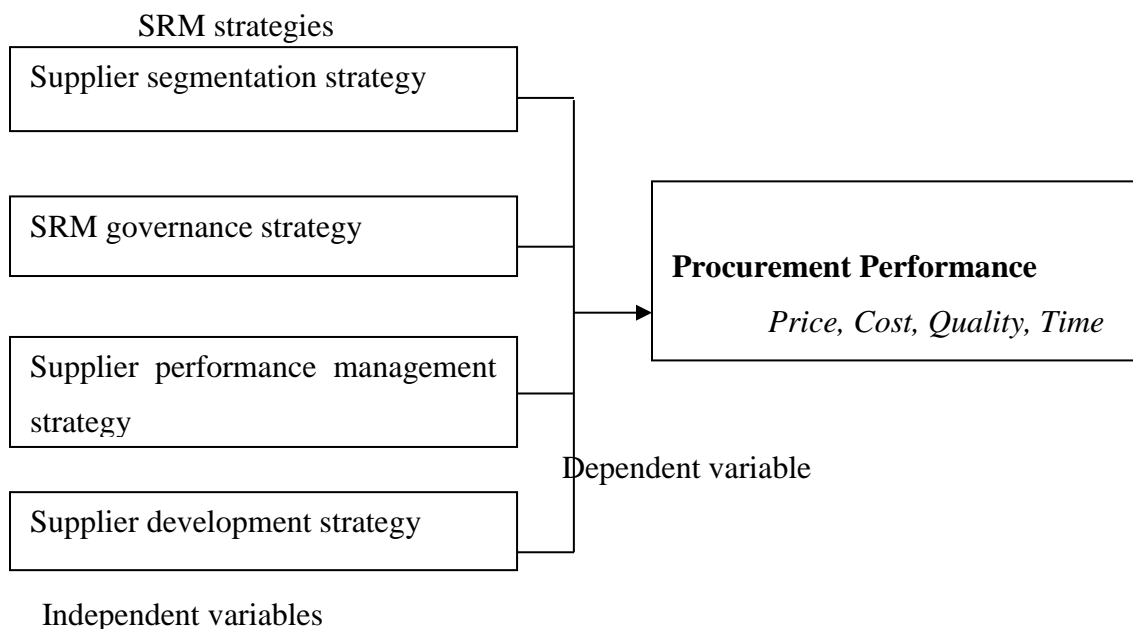 SRM strategies
Supplier segmentation strategy
SRM governance strategy
Procurement Performance
Price, Cost, Quality, Time
Supplier performance management
strategy
Dependent variable
Supplier development strategy
Independent variables